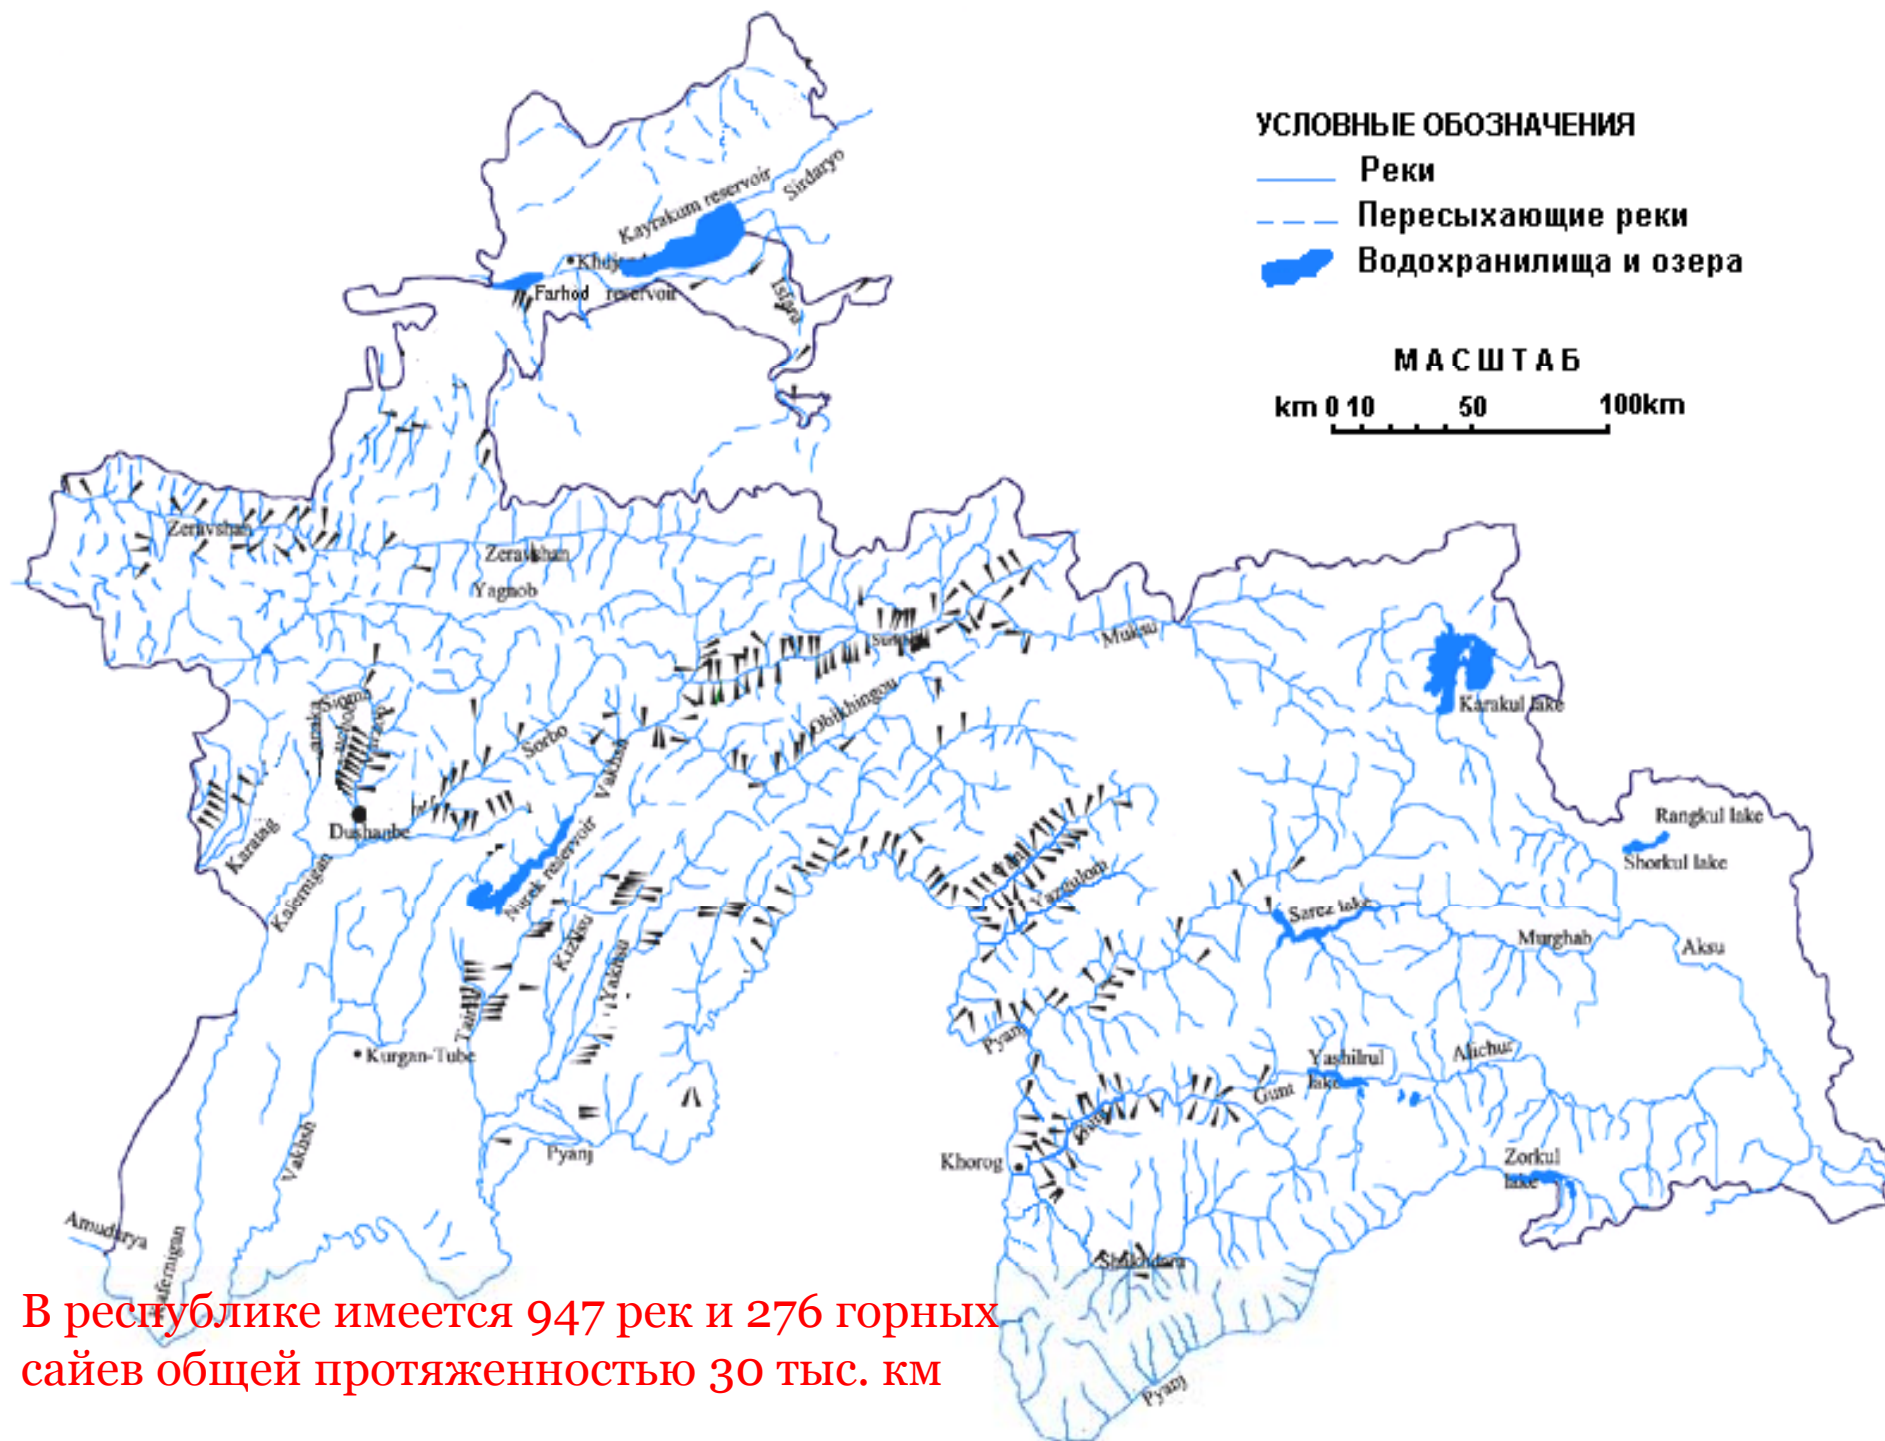 УСЛОВНЫЕ ОБОЗНАЧЕНИЯ
Реки
Пересыхающие реки
Водохранилища и озера
МАСШТАБ
km 0 10 50 100km
Sirdaryo
Kayrakum reservoir
Farhod reservoir
Isfara
Zeravshan
Zeravshan
Yagnob
Muksu
Karakul lake
Obikhingou
Sorbo
Vakhsh
Rangkul lake
Shorkul lake
Dushanbe
Karatag
Kafernigan
Nurek reservoir
Yazgulom
Sarez lake
Murghab
Aksu
Kizilsu
Yakhsu
Kurgan-Tube
Pyanj
Yashilkul
lake
Alichur
Gunt
Vakhsh
Pyanj
Khorog
Zorkul
lake
Amudarya
Kafernigan
Shakhdara
Pyanj
В республике имеется 947 рек и 276 горных
сайев общей протяженностью 30 тыс. км